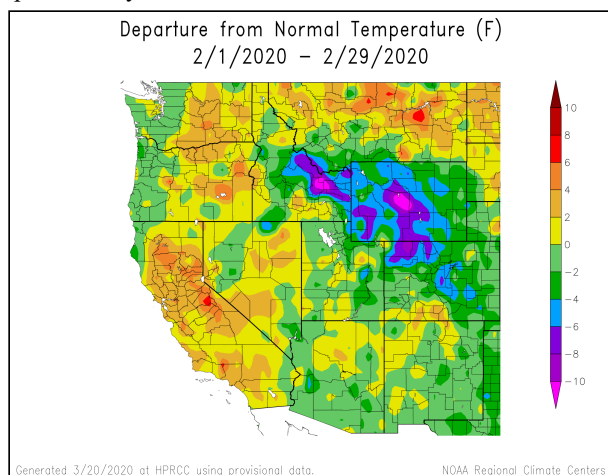 Departure from Normal Temperature (F)
2/1/2020 – 2/29/2020
10
8
6
4
2
0
−2
−4
−6
−8
−10
Generated 3/20/2020 at HPRCC using provisional data.
NOAA Regional Climate Centers